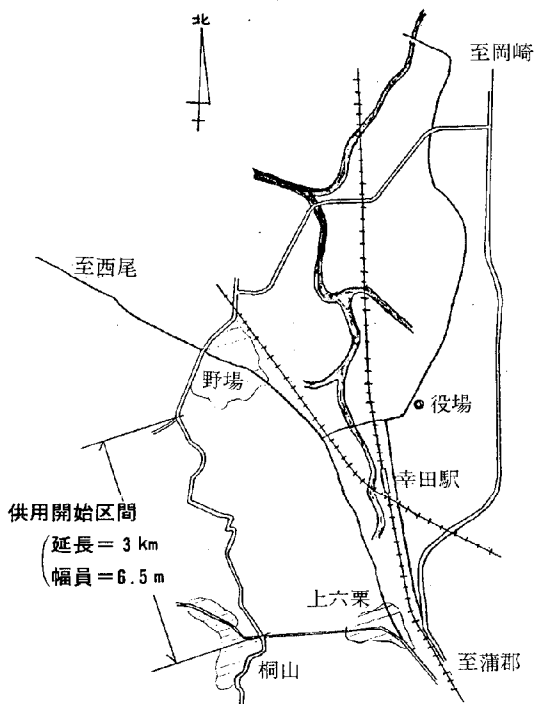 北
至岡崎
至西尾
野場
役場
幸田駅
供用開始区間
延長=3km
幅員=6.5m
上六栗
桐山
至蒲郡